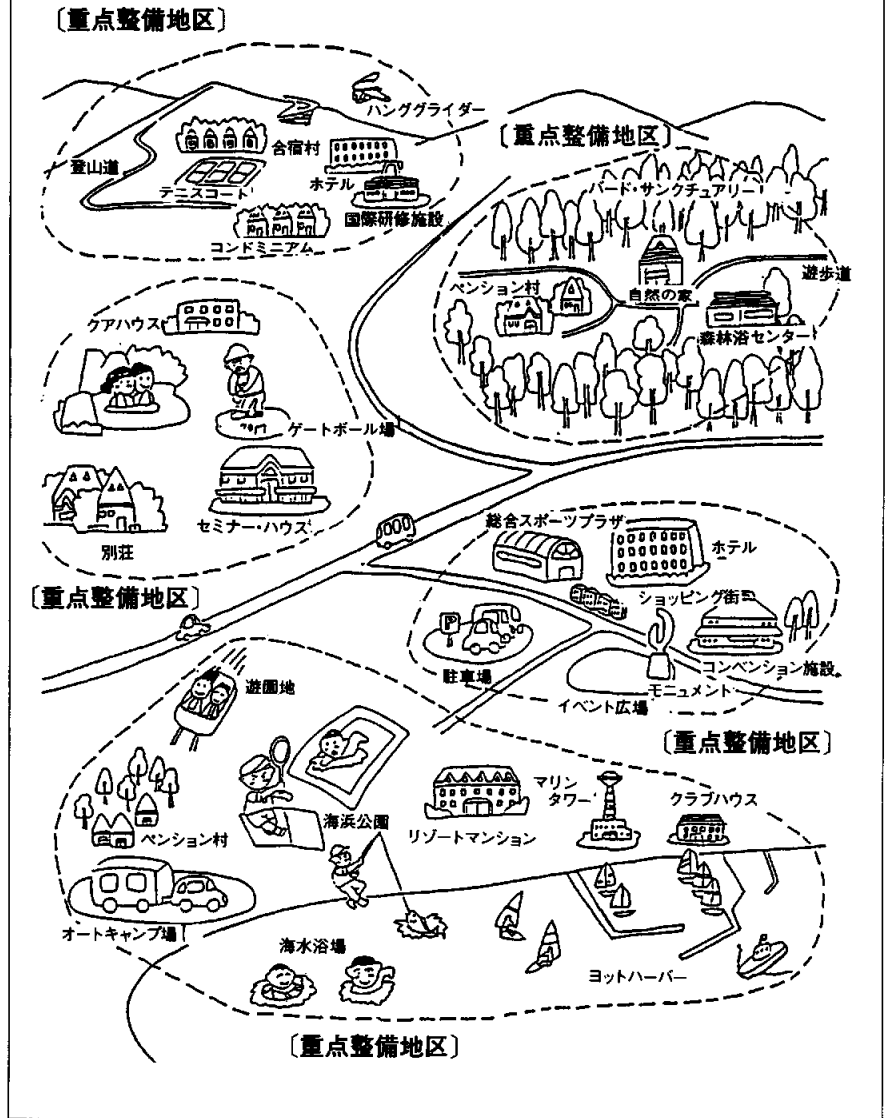 〔重点整備地区〕
ハンググライダー
合宿村
登山道
テニスコート
ホテル
国際研修施設
コンドミニアム
〔重点整備地区〕
バード・サンクチュアリー
ペンション村
自然の家
遊歩道
森林浴センター
クアハウス
ゲートボール場
別荘
セミナー・ハウス
〔重点整備地区〕
総合スポーツプラザ
ホテル
ショッピング街
P
駐車場
コンベンション施設
モニュメント
イベント広場
〔重点整備地区〕
遊園地
海浜公園
ペンション村
マリン
タワー
クラブハウス
リゾートマンション
オートキャンプ場
海水浴場
ヨットハーバー
〔重点整備地区〕